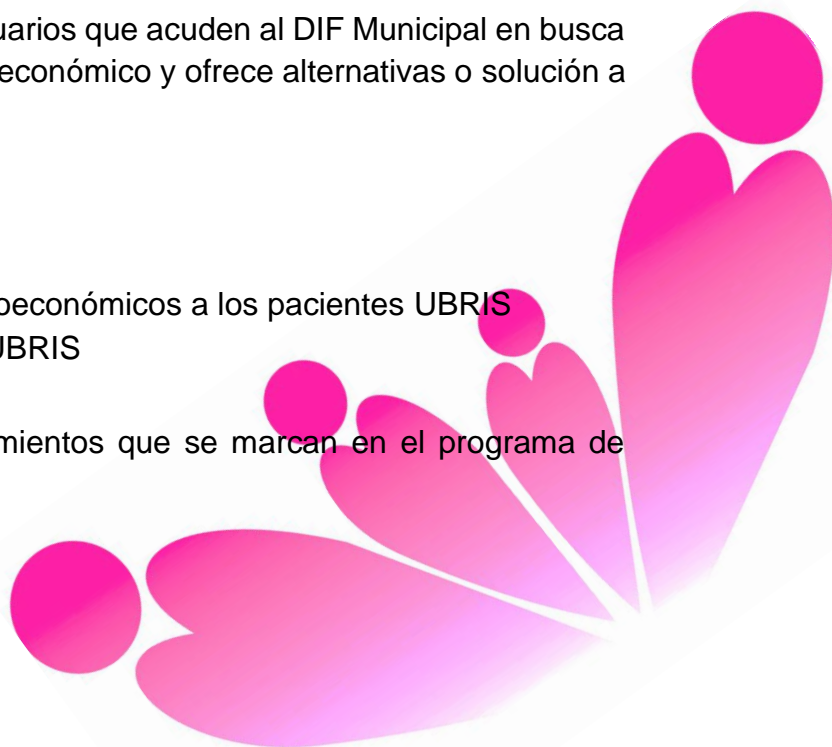 uarios que acuden al DIF Municipal en busca
económico y ofrece alternativas o solución a
oeconómicos a los pacientes UBRIS
UBRIS
mientos que se marcan en el programa de